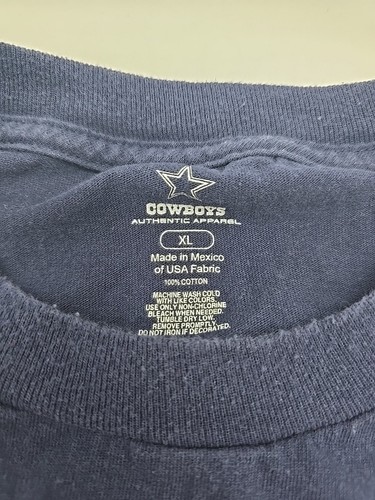 COWBOYS
AUTHENTIC APPAREL
XL
Made in Mexico
of USA Fabric
100% COTTON
MACHINE WASH COLD
WITH LIKE COLORS.
USE ONLY NON-CHLORINE
BLEACH WHEN NEEDED.
TUMBLE DRY LOW.
REMOVE PROMPTLY.
DO NOT IRON IF DECORATED.